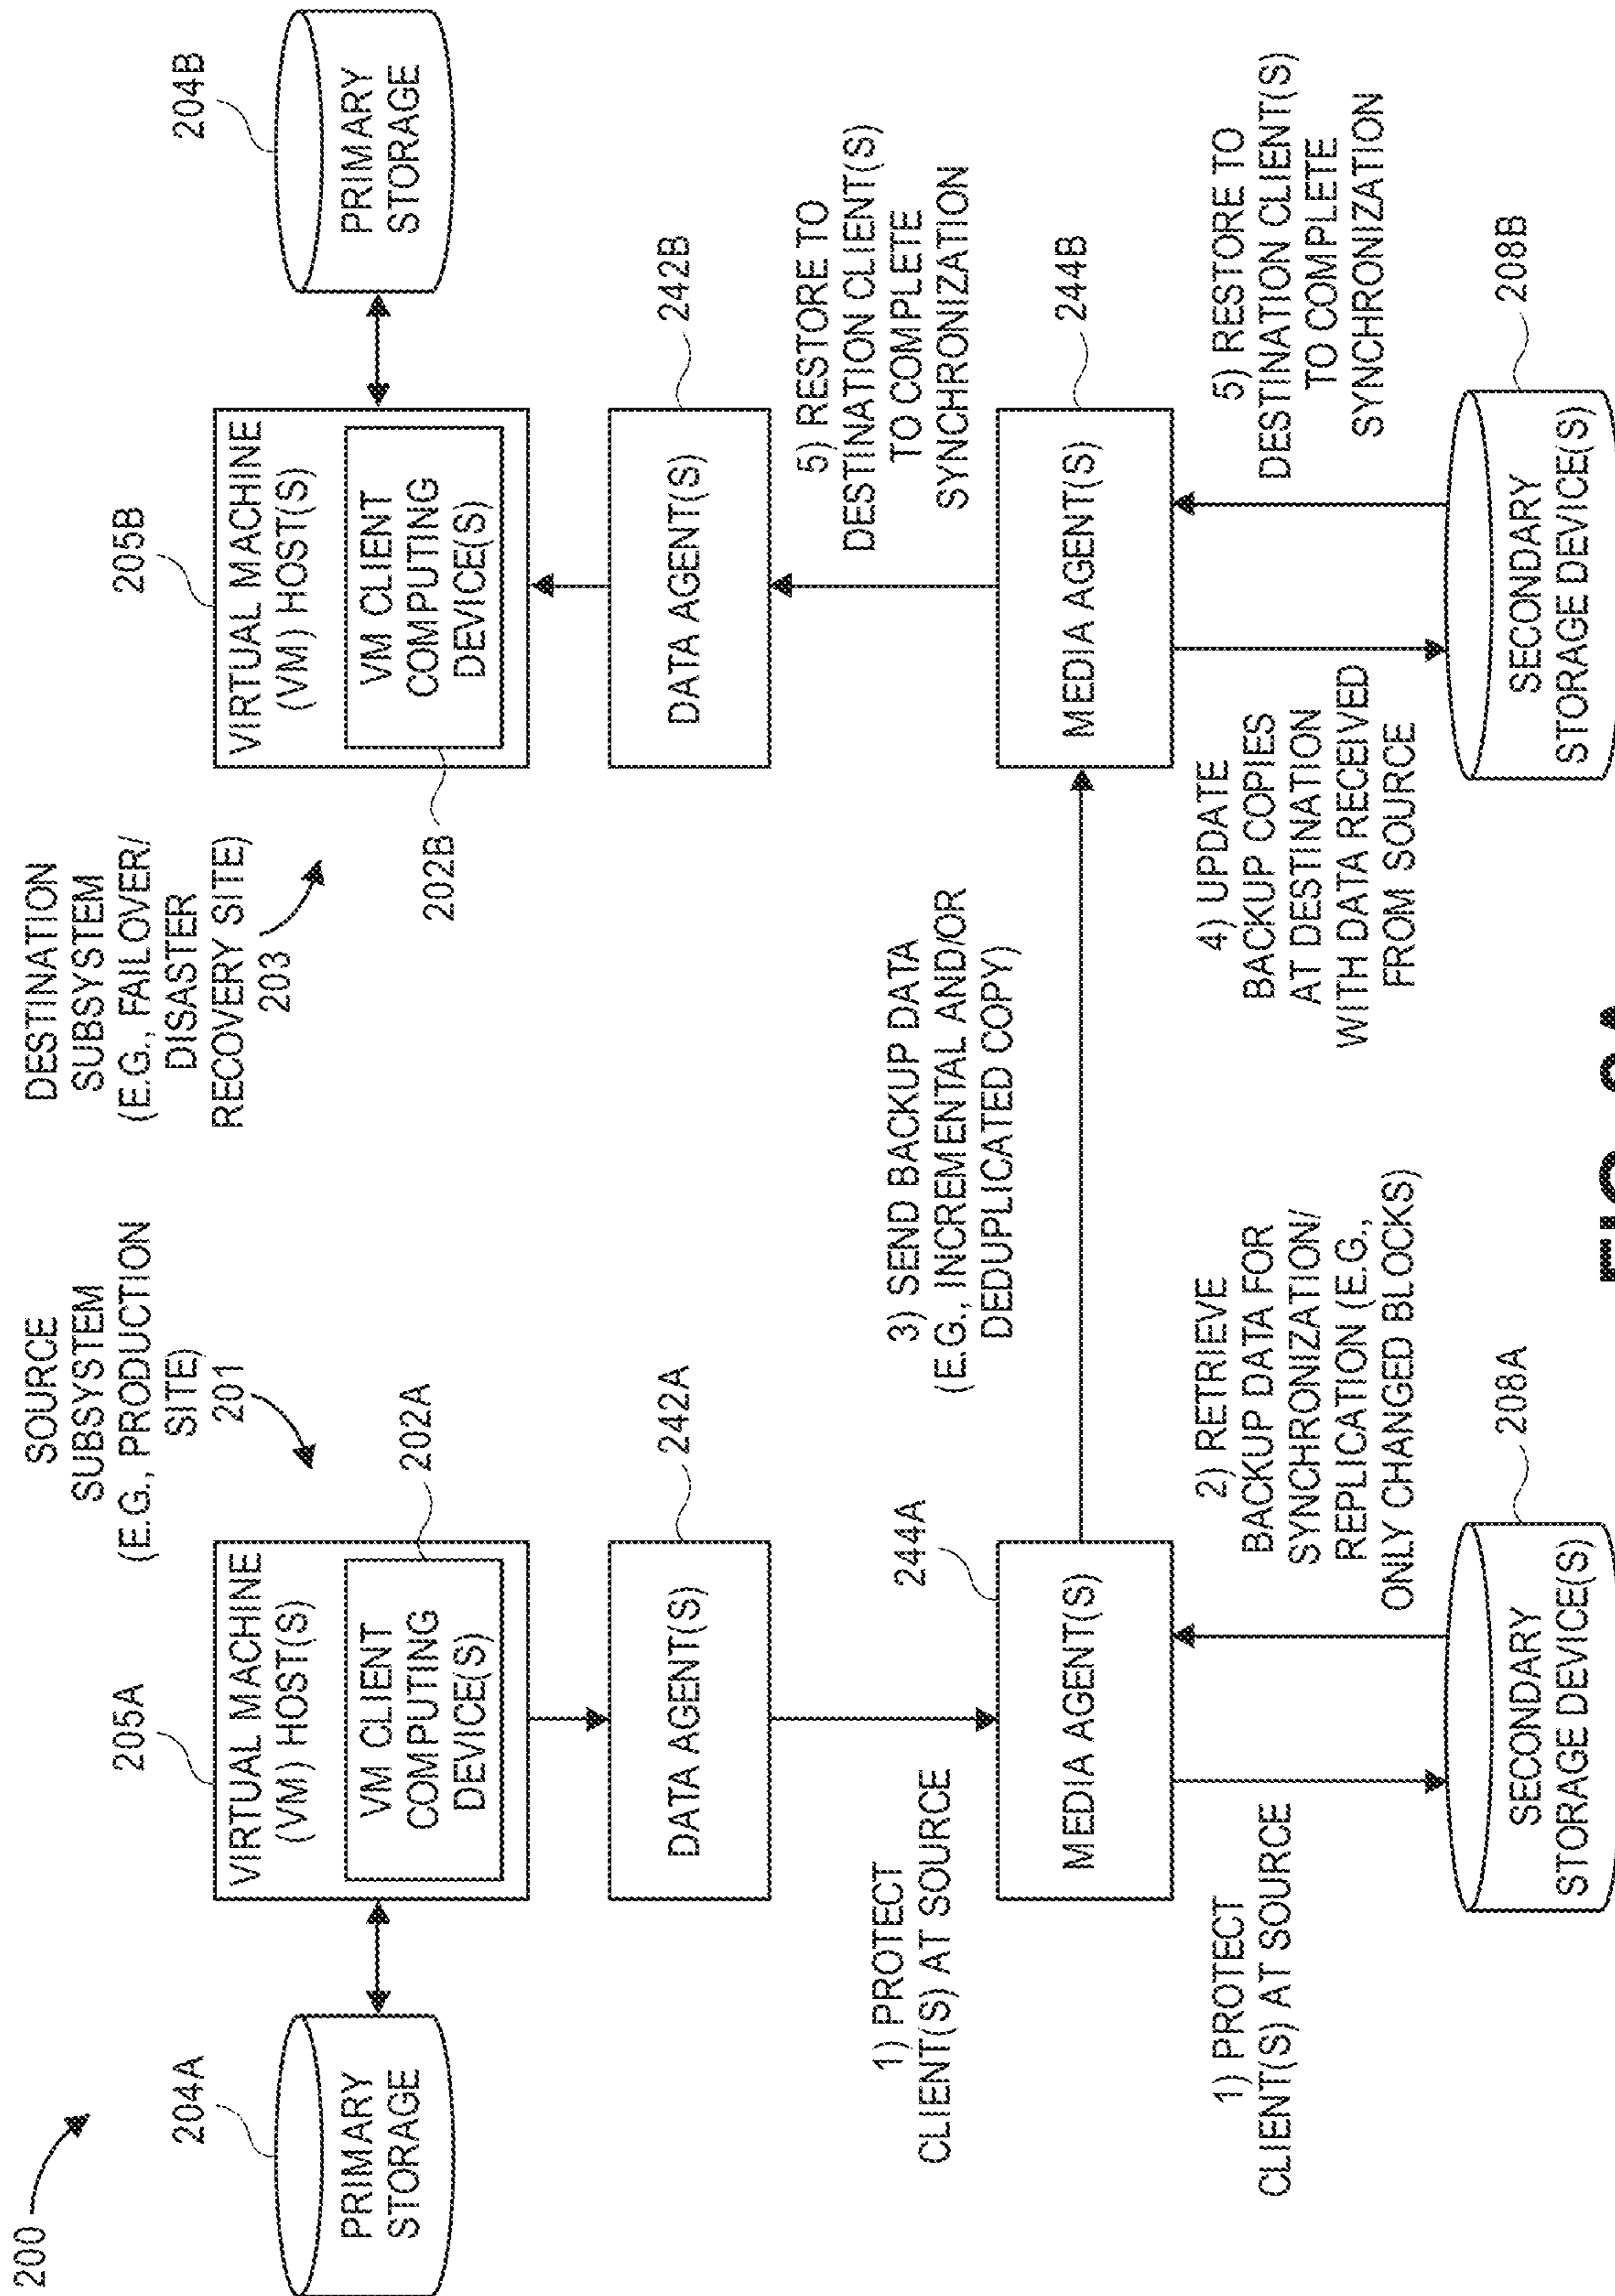 200
SOURCE
SUBSYSTEM
(E.G., PRODUCTION
SITE)
201
DESTINATION
SUBSYSTEM
(E.G., FAILOVER/
DISASTER
RECOVERY SITE)
203
204A
PRIMARY
STORAGE
205A
VIRTUAL MACHINE
(VM) HOST(S)
VM CLIENT
COMPUTING
DEVICE(S)
202A
205B
VIRTUAL MACHINE
(VM) HOST(S)
VM CLIENT
COMPUTING
DEVICE(S)
202B
204B
PRIMARY
STORAGE
DATA AGENT(S)
242A
DATA AGENT(S)
242B
1) PROTECT
CLIENT(S) AT SOURCE
3) SEND BACKUP DATA
(E.G., INCREMENTAL AND/OR
DEDUPLICATED COPY)
5) RESTORE TO
DESTINATION CLIENT(S)
TO COMPLETE
SYNCHRONIZATION
244A
MEDIA AGENT(S)
MEDIA AGENT(S)
244B
1) PROTECT
CLIENT(S) AT SOURCE
2) RETRIEVE
BACKUP DATA FOR
SYNCHRONIZATION/
REPLICATION (E.G.,
ONLY CHANGED BLOCKS)
4) UPDATE
BACKUP COPIES
AT DESTINATION
WITH DATA RECEIVED
FROM SOURCE
5) RESTORE TO
DESTINATION CLIENT(S)
TO COMPLETE
SYNCHRONIZATION
SECONDARY
STORAGE DEVICE(S)
208A
SECONDARY
STORAGE DEVICE(S)
208B